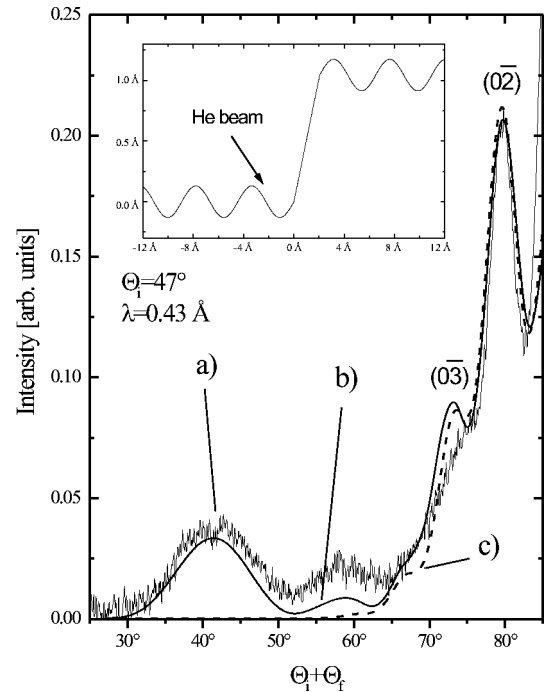 0.25
0.20
0.15
0.10
0.05
0.00
Intensity [arb. units]
1.0 Å
0.5 Å
0.0 Å
-12 Å -8 Å -4 Å 0 Å 4 Å 8 Å 12 Å
He beam
Θi=47°
λ=0.43 Å
a)
b)
c)
(03̅)
(02̅)
30° 40° 50° 60° 70° 80°
Θi+Θf